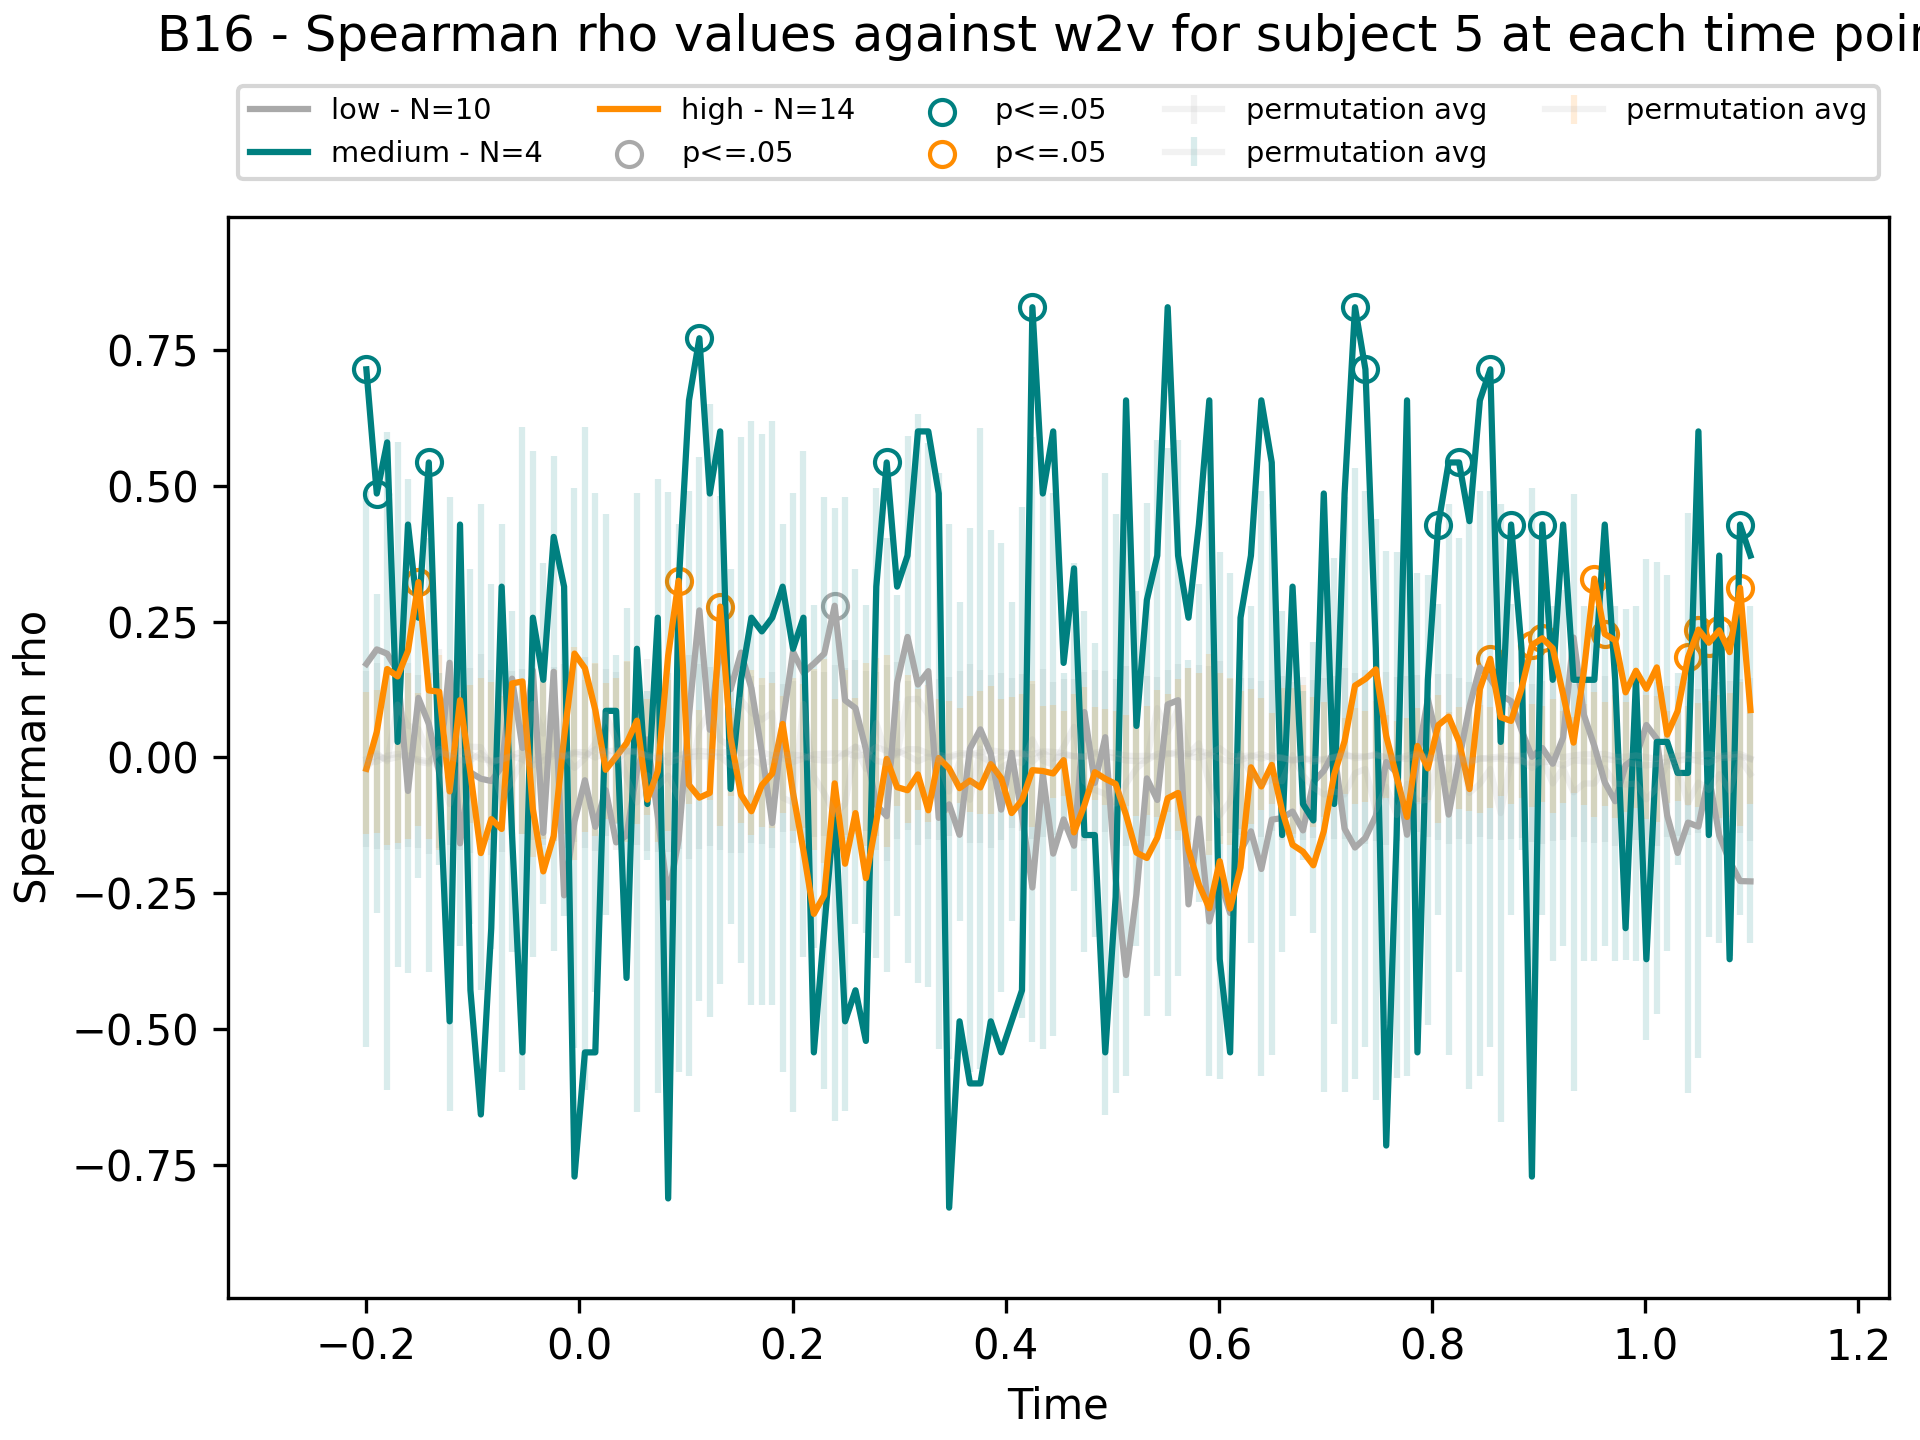 B16 - Spearman rho values against w2v for subject 5 at each time
low - N=10 high - N=14 p<=.05 permutation avg permutation avg
medium - N=4 p<=.05 p<=.05 permutation avg
0.75
0.50
0.25
0.00
−0.25
−0.50
−0.75
Spearman rho
−0.2 0.0 0.2 0.4 0.6 0.8 1.0 1.2
Time